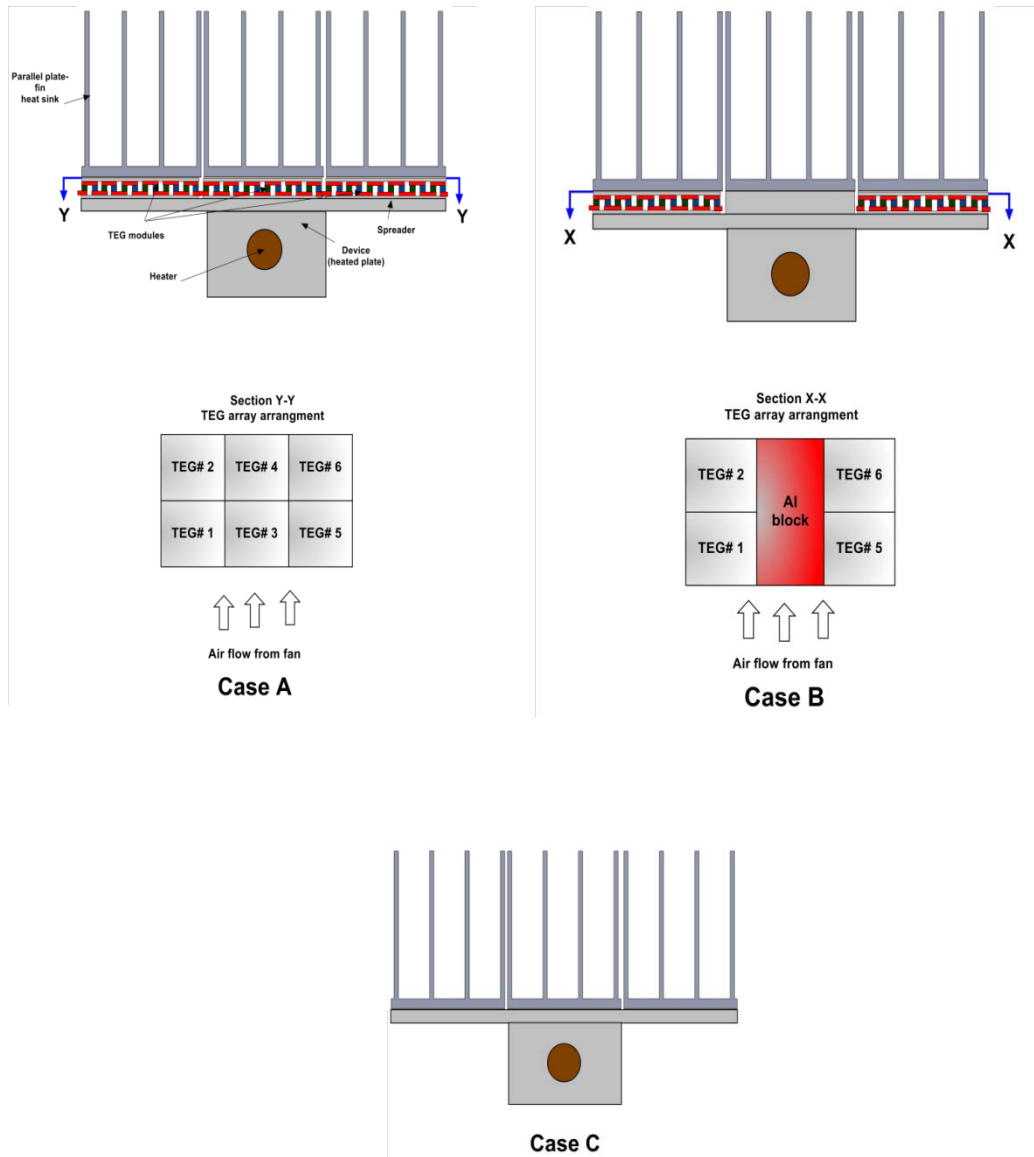 Parallel plate-
fin
heat sink
Y
Y
TEG modules
Spreader
Device
(heated plate)
Heater
Section Y-Y
TEG array arrangment
TEG# 2
TEG# 4
TEG# 6
TEG# 1
TEG# 3
TEG# 5
Air flow from fan
Case A
X
X
Section X-X
TEG array arrangment
TEG# 2
TEG# 6
Al
block
TEG# 1
TEG# 5
Air flow from fan
Case B
Case C